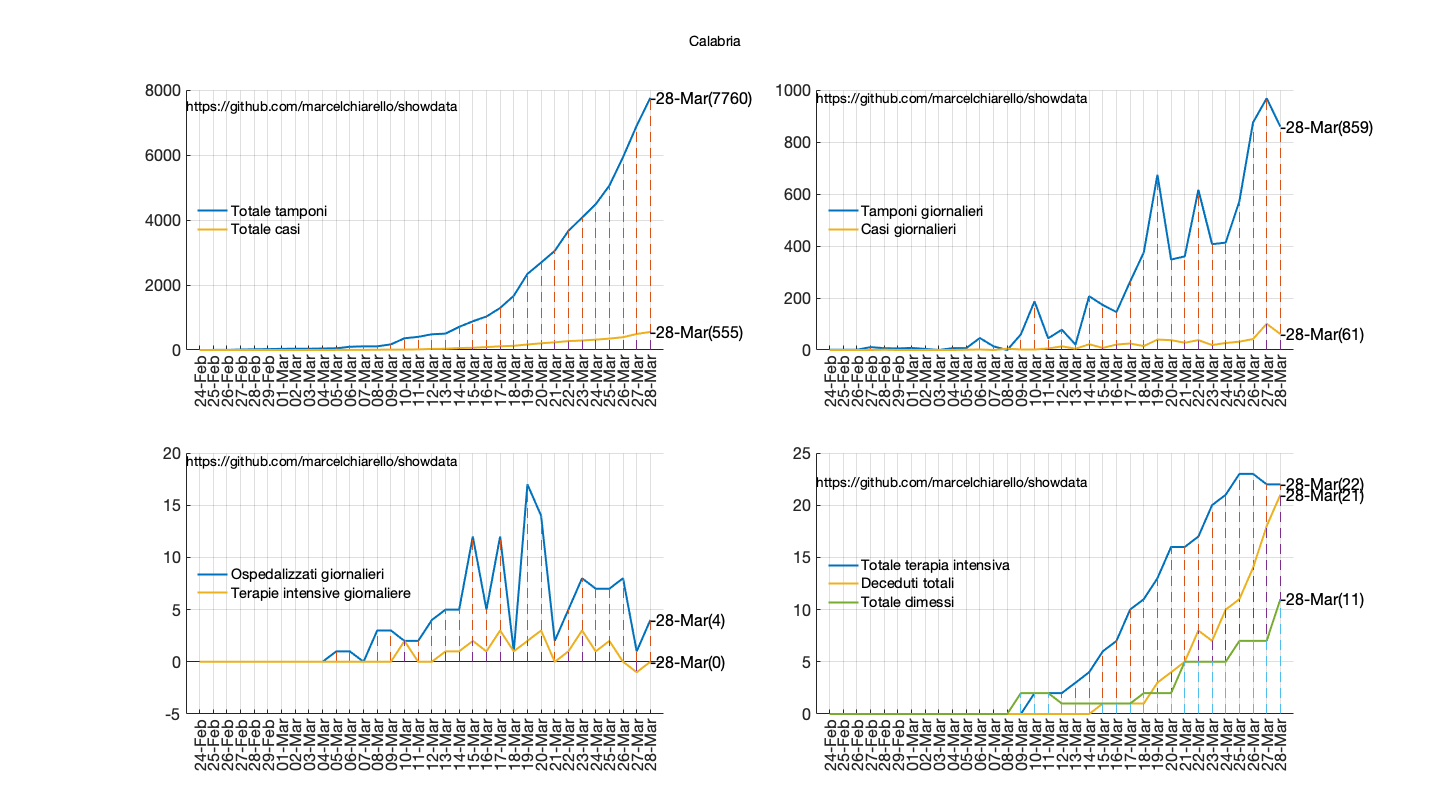 Calabria
8000
6000
4000
2000
0
https://github.com/marcelchiarello/showdata
Totale tamponi
Totale casi
28-Mar(7760)
28-Mar(555)
24-Feb
25-Feb
26-Feb
27-Feb
28-Feb
29-Feb
01-Mar
02-Mar
03-Mar
04-Mar
05-Mar
06-Mar
07-Mar
08-Mar
09-Mar
10-Mar
11-Mar
12-Mar
13-Mar
14-Mar
15-Mar
16-Mar
17-Mar
18-Mar
19-Mar
20-Mar
21-Mar
22-Mar
23-Mar
24-Mar
25-Mar
26-Mar
27-Mar
28-Mar
1000
800
600
400
200
0
https://github.com/marcelchiarello/showdata
Tamponi giornalieri
Casi giornalieri
28-Mar(859)
28-Mar(61)
24-Feb
25-Feb
26-Feb
27-Feb
28-Feb
29-Feb
01-Mar
02-Mar
03-Mar
04-Mar
05-Mar
06-Mar
07-Mar
08-Mar
09-Mar
10-Mar
11-Mar
12-Mar
13-Mar
14-Mar
15-Mar
16-Mar
17-Mar
18-Mar
19-Mar
20-Mar
21-Mar
22-Mar
23-Mar
24-Mar
25-Mar
26-Mar
27-Mar
28-Mar
20
15
10
5
0
-5
https://github.com/marcelchiarello/showdata
Ospedalizzati giornalieri
Terapie intensive giornaliere
28-Mar(4)
28-Mar(0)
24-Feb
25-Feb
26-Feb
27-Feb
28-Feb
29-Feb
01-Mar
02-Mar
03-Mar
04-Mar
05-Mar
06-Mar
07-Mar
08-Mar
09-Mar
10-Mar
11-Mar
12-Mar
13-Mar
14-Mar
15-Mar
16-Mar
17-Mar
18-Mar
19-Mar
20-Mar
21-Mar
22-Mar
23-Mar
24-Mar
25-Mar
26-Mar
27-Mar
28-Mar
25
20
15
10
5
0
https://github.com/marcelchiarello/showdata
Totale terapia intensiva
Deceduti totali
Totale dimessi
28-Mar(22)
28-Mar(21)
28-Mar(11)
24-Feb
25-Feb
26-Feb
27-Feb
28-Feb
29-Feb
01-Mar
02-Mar
03-Mar
04-Mar
05-Mar
06-Mar
07-Mar
08-Mar
09-Mar
10-Mar
11-Mar
12-Mar
13-Mar
14-Mar
15-Mar
16-Mar
17-Mar
18-Mar
19-Mar
20-Mar
21-Mar
22-Mar
23-Mar
24-Mar
25-Mar
26-Mar
27-Mar
28-Mar